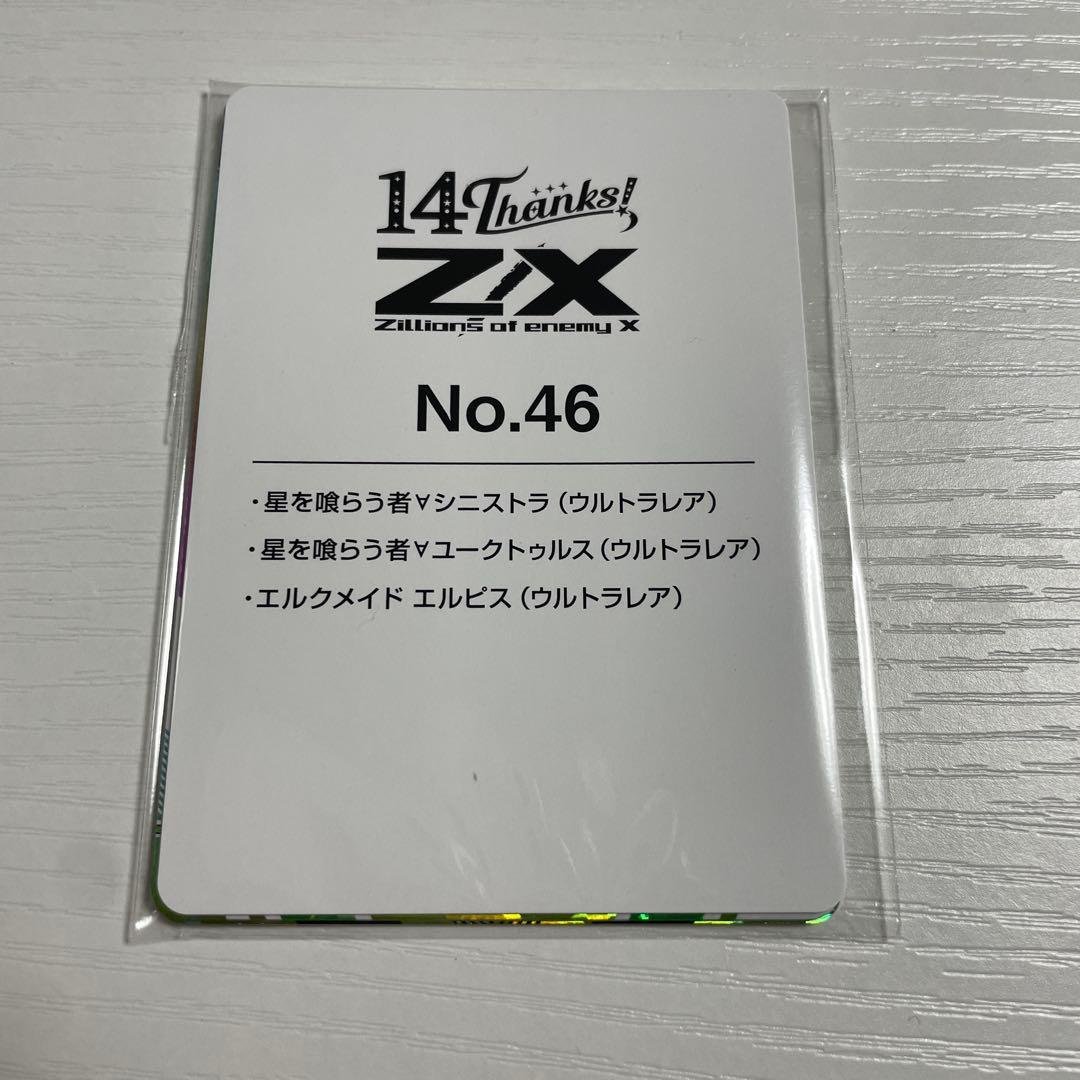 14 Thanks!
Z/X
Zillions of enemy X
No.46
・星を喰らう者∀シニストラ（ウルトラレア）
・星を喰らう者∀ユークトゥルス（ウルトラレア）
・エルクメイド エルピス（ウルトラレア）